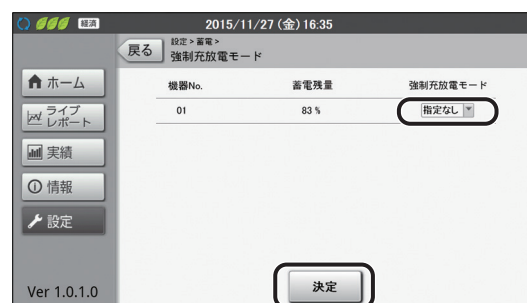 経済
2015/11/27 (金) 16:35
戻る
設定 > 蓄電 >
強制充放電モード
ホーム
ライブ
レポート
実績
情報
設定
Ver 1.0.1.0
機器No.
蓄電残量
強制充放電モード
01
83 %
指定なし
決定